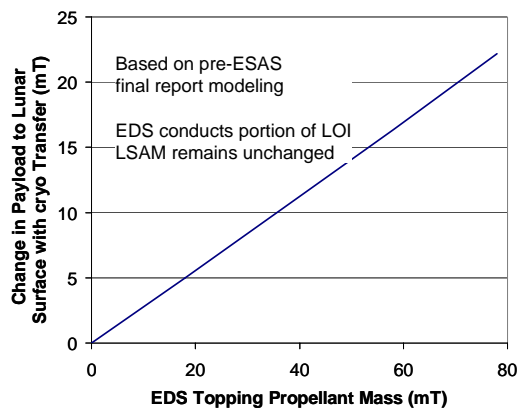 Change in Payload to Lunar
Surface with cryo Transfer (mT)
25
20
15
10
5
0
Based on pre-ESAS
final report modeling
EDS conducts portion of LOI
LSAM remains unchanged
0 20 40 60 80
EDS Topping Propellant Mass (mT)